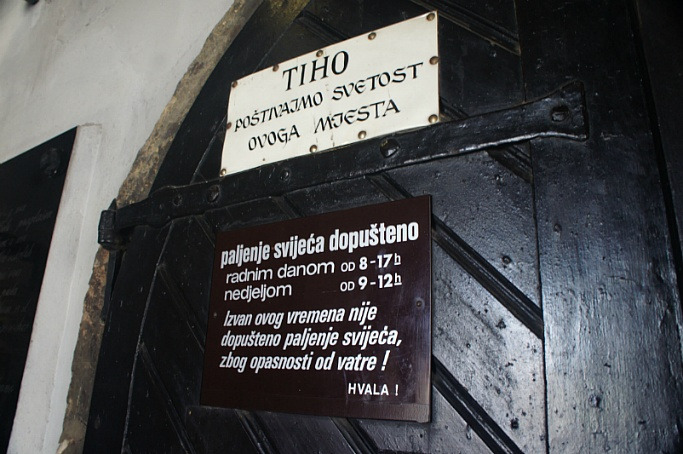 TIHO
POŠTIVAJMO SVETOST
OVOGA MJESTA
paljenje svijeća dopušteno
radnim danom OD 8-17h
nedjeljom OD 9-12h
Izvan ovog vremena nije
dopušteno paljenje svijeća,
zbog opasnosti od vatre !
HVALA !